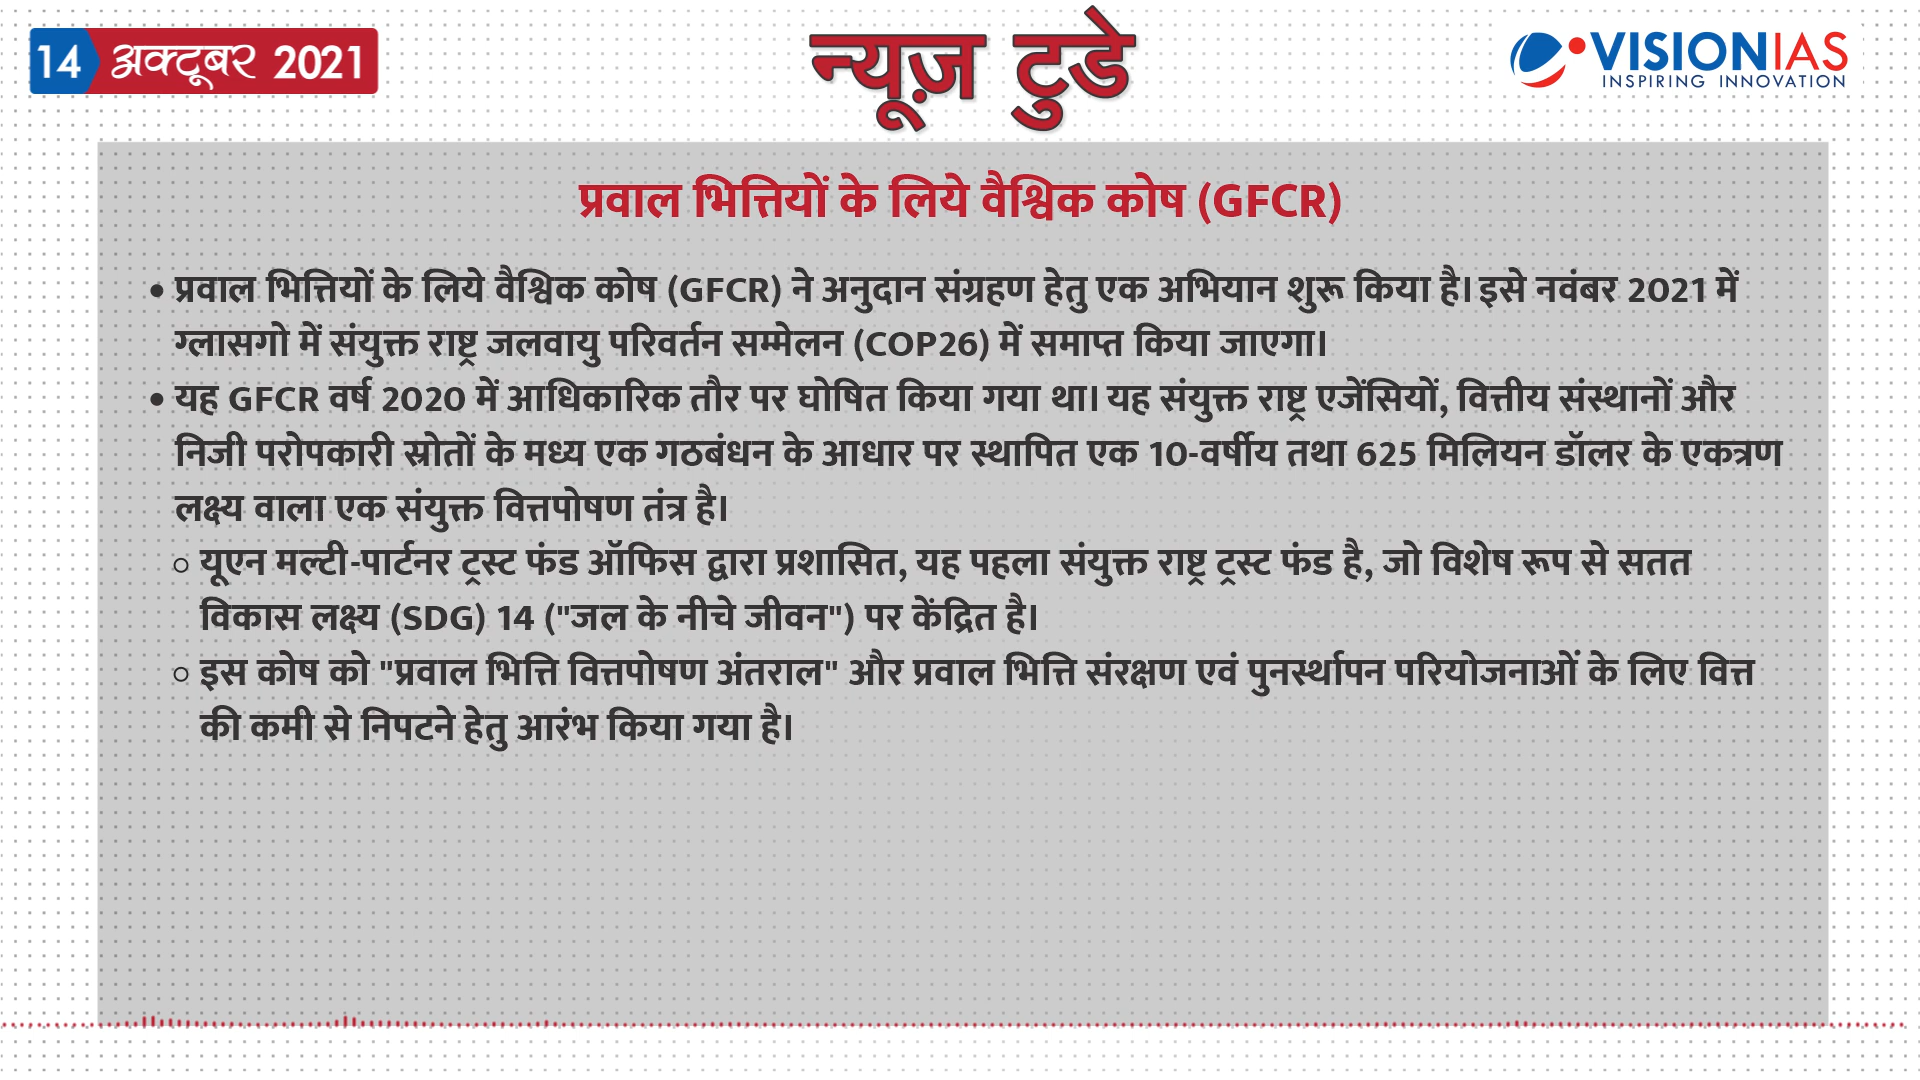 14 अक्टूबर 2021
न्यूज़ टुडे
VISIONIAS
INSPIRING INNOVATION
प्रवाल भित्तियों के लिये वैश्विक कोष (GFCR)
• प्रवाल भित्तियों के लिये वैश्विक कोष (GFCR) ने अनुदान संग्रहण हेतु एक अभियान शुरू किया है। इसे नवंबर 2021 में
ग्लासगो में संयुक्त राष्ट्र जलवायु परिवर्तन सम्मेलन (COP26) में समाप्त किया जाएगा।
• यह GFCR वर्ष 2020 में आधिकारिक तौर पर घोषित किया गया था। यह संयुक्त राष्ट्र एजेंसियों, वित्तीय संस्थानों और
निजी परोपकारी स्रोतों के मध्य एक गठबंधन के आधार पर स्थापित एक 10-वर्षीय तथा 625 मिलियन डॉलर के एकत्रण
लक्ष्य वाला एक संयुक्त वित्तपोषण तंत्र है।
○ यूएन मल्टी-पार्टनर ट्रस्ट फंड ऑफिस द्वारा प्रशासित, यह पहला संयुक्त राष्ट्र ट्रस्ट फंड है, जो विशेष रूप से सतत
विकास लक्ष्य (SDG) 14 ("जल के नीचे जीवन") पर केंद्रित है।
○ इस कोष को "प्रवाल भित्ति वित्तपोषण अंतराल" और प्रवाल भित्ति संरक्षण एवं पुनर्स्थापन परियोजनाओं के लिए वित्त
की कमी से निपटने हेतु आरंभ किया गया है।